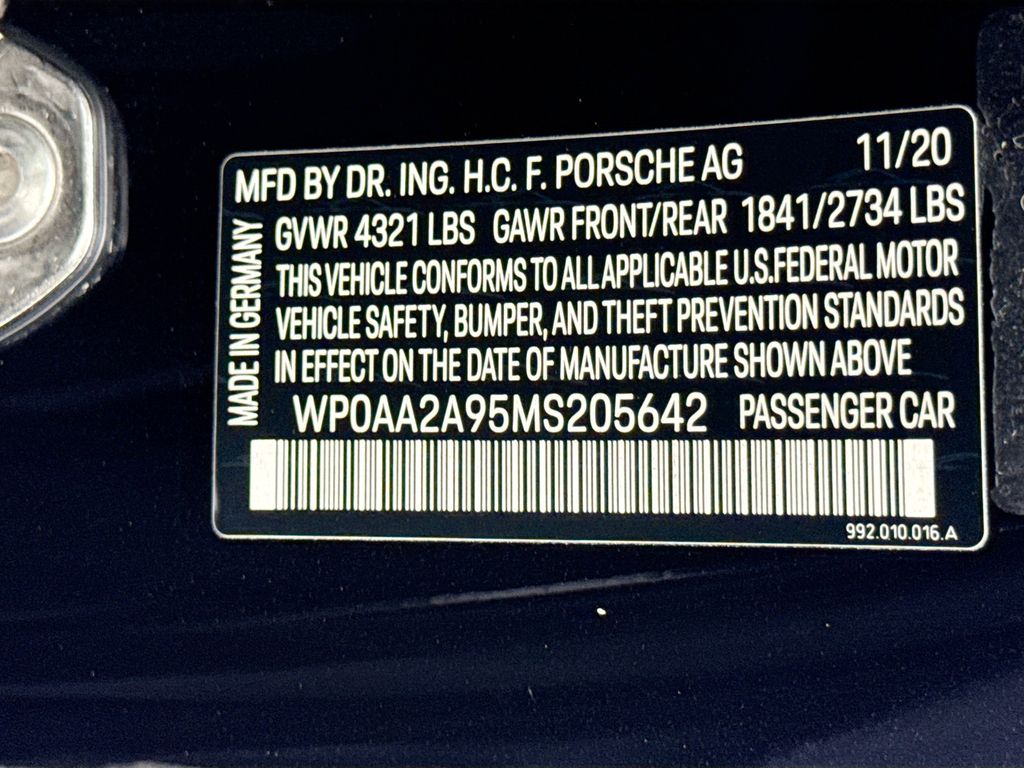 MFD BY DR. ING. H.C. F. PORSCHE AG 11/20
GVWR 4321 LBS GAWR FRONT/REAR 1841/2734 LBS
THIS VEHICLE CONFORMS TO ALL APPLICABLE U.S.FEDERAL MOTOR
VEHICLE SAFETY, BUMPER, AND THEFT PREVENTION STANDARDS
IN EFFECT ON THE DATE OF MANUFACTURE SHOWN ABOVE
WP0AA2A95MS205642 PASSENGER CAR
992.010.016.A
MADE IN GERMANY